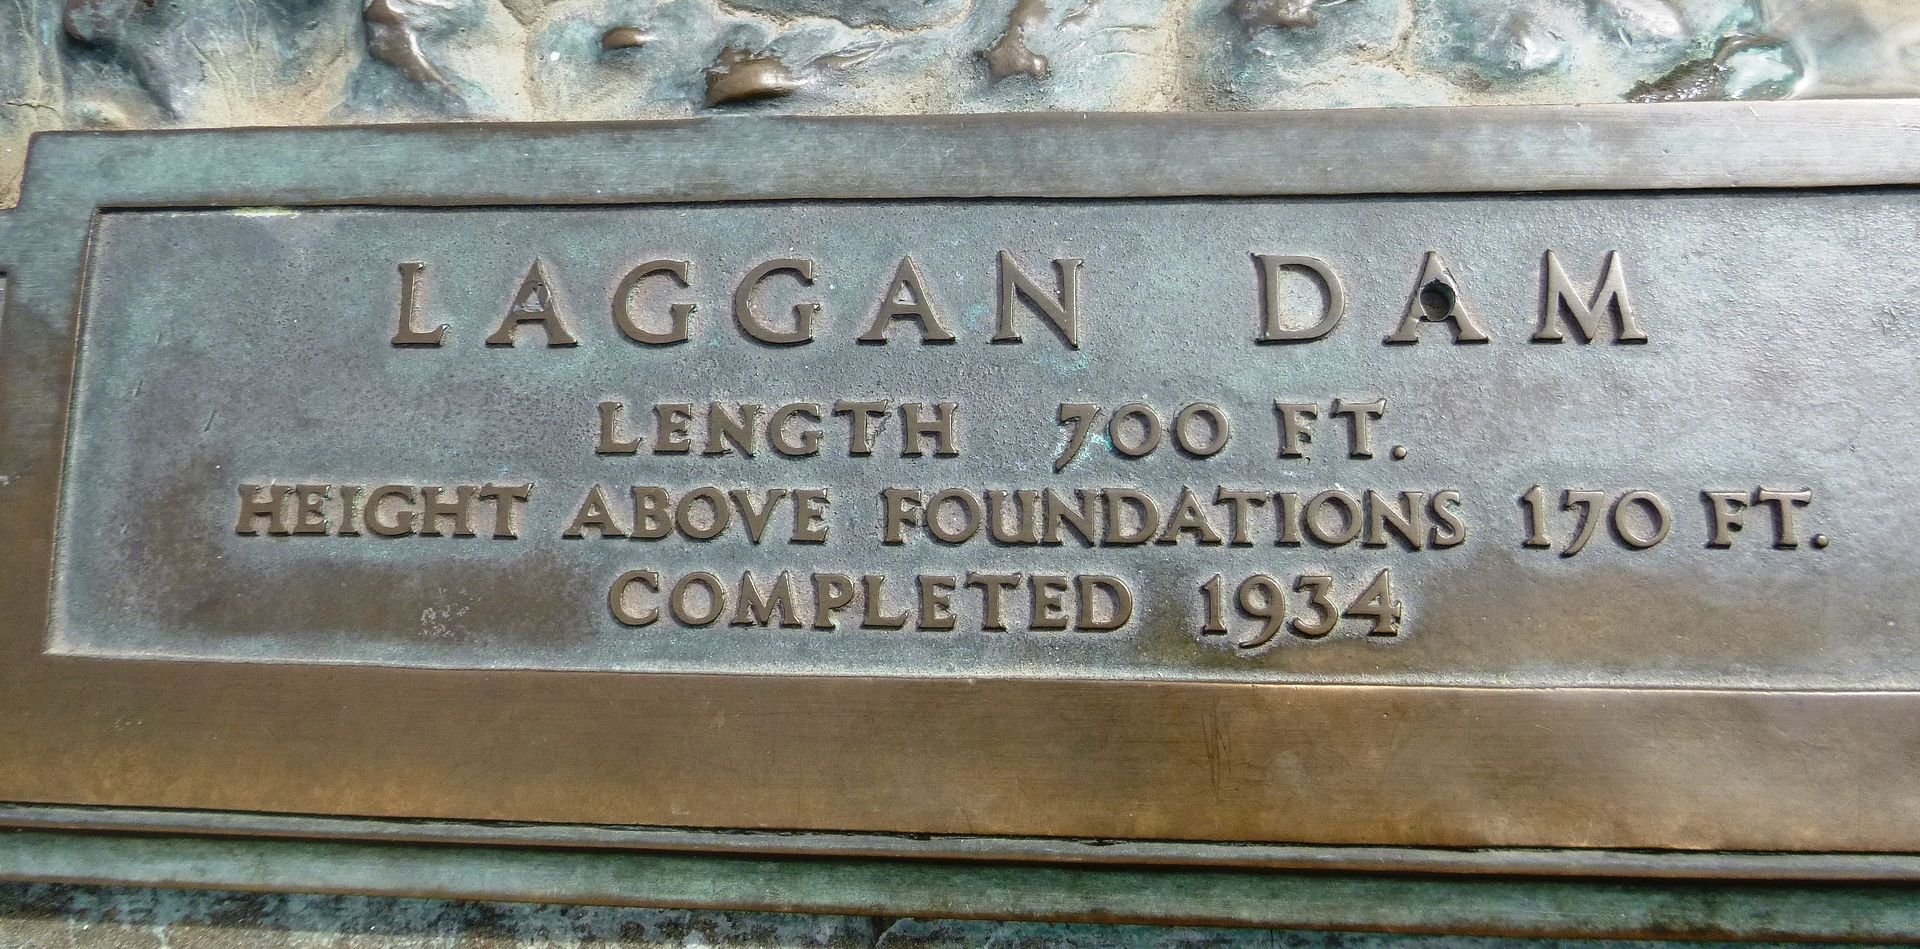 LAGGAN DAM
LENGTH 700 FT.
HEIGHT ABOVE FOUNDATIONS 170 FT.
COMPLETED 1934